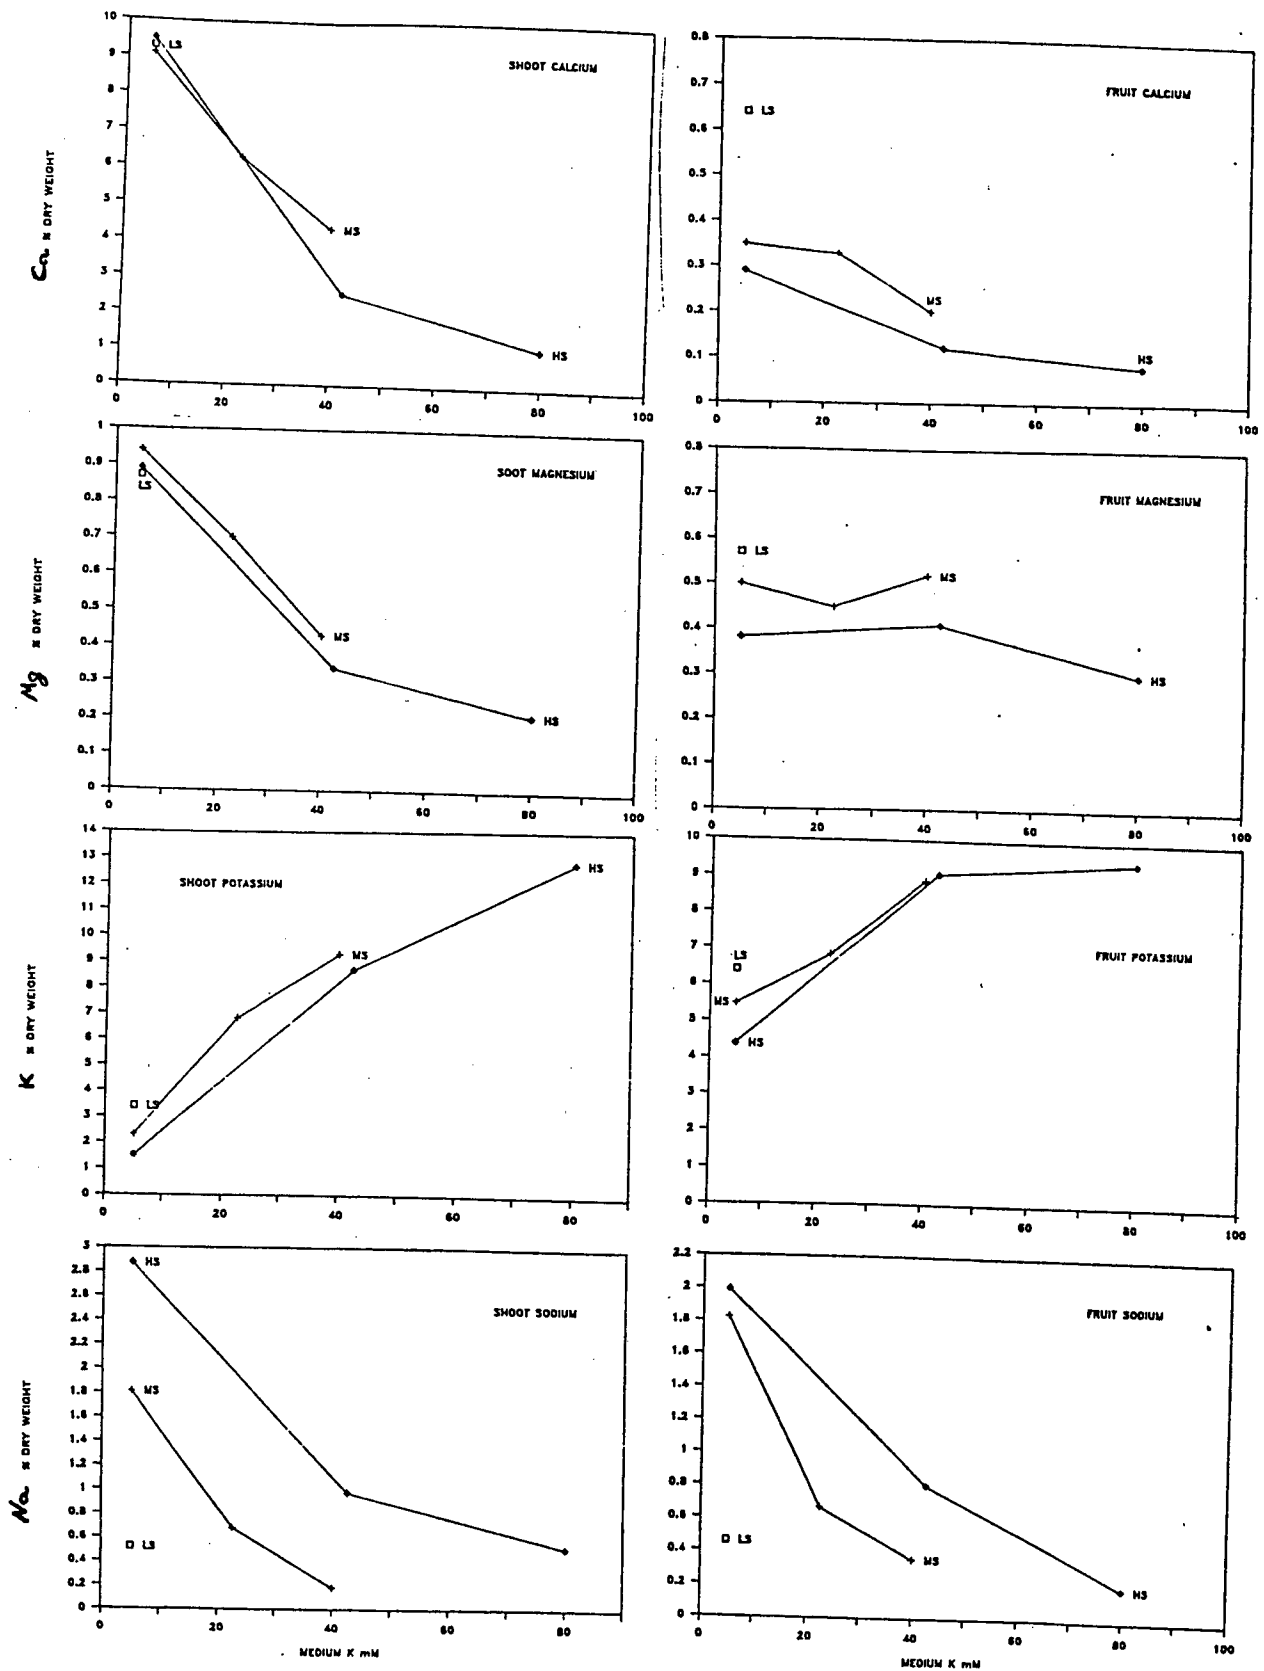 Ca % DRY WEIGHT
10
9
8
7
6
5
4
3
2
1
0
LS
SHOOT CALCIUM
MS
HS
0 20 40 60 80 100
0.8
0.7
0.6
0.5
0.4
0.3
0.2
0.1
0
LS
FRUIT CALCIUM
MS
HS
0 20 40 60 80 100
Mg % DRY WEIGHT
1
0.9
0.8
0.7
0.6
0.5
0.4
0.3
0.2
0.1
0
LS
SOOT MAGNESIUM
MS
HS
0 20 40 60 80 100
0.8
0.7
0.6
0.5
0.4
0.3
0.2
0.1
0
LS
FRUIT MAGNESIUM
MS
HS
0 20 40 60 80 100
K % DRY WEIGHT
14
13
12
11
10
9
8
7
6
5
4
3
2
1
0
SHOOT POTASSIUM
HS
MS
LS
0 20 40 60 80
10
9
8
7
6
5
4
3
2
1
0
LS
FRUIT POTASSIUM
MS
HS
0 20 40 60 80 100
Na % DRY WEIGHT
3
2.8
2.6
2.4
2.2
2
1.8
1.6
1.4
1.2
1
0.8
0.6
0.4
0.2
0
HS
SHOOT SODIUM
MS
LS
0 20 40 60 80
MEDIUM K mM
2.2
2
1.8
1.6
1.4
1.2
1
0.8
0.6
0.4
0.2
0
FRUIT SODIUM
LS
MS
HS
0 20 40 60 80 100
MEDIUM K mM